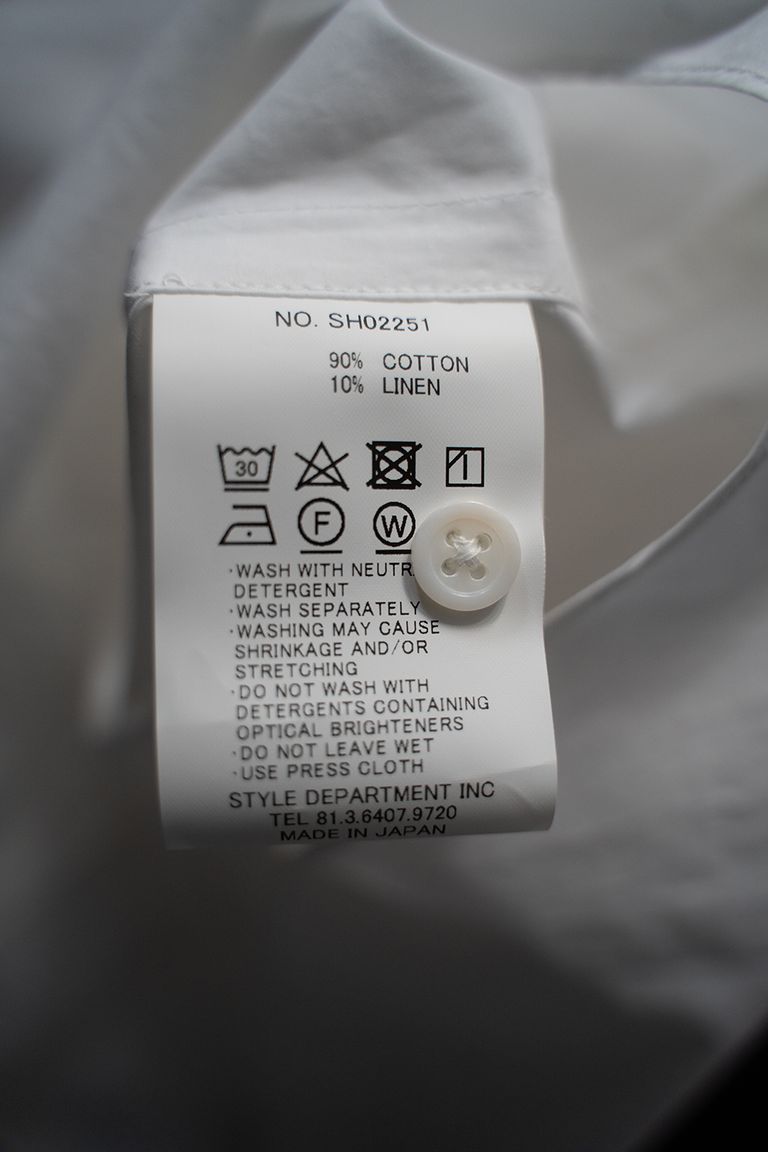 NO. SH02251
90% COTTON
10% LINEN
30
F W
·WASH WITH
DETERGENT
·WASH SEPARATELY
·WASHING MAY CAUSE
SHRINKAGE AND/OR
STRETCHING
·DO NOT WASH WITH
DETERGENTS CONTAINING
OPTICAL BRIGHTENERS
·DO NOT LEAVE WET
·USE PRESS CLOTH
STYLE DEPARTMENT INC
TEL 81.3.6407.9720
MADE IN JAPAN